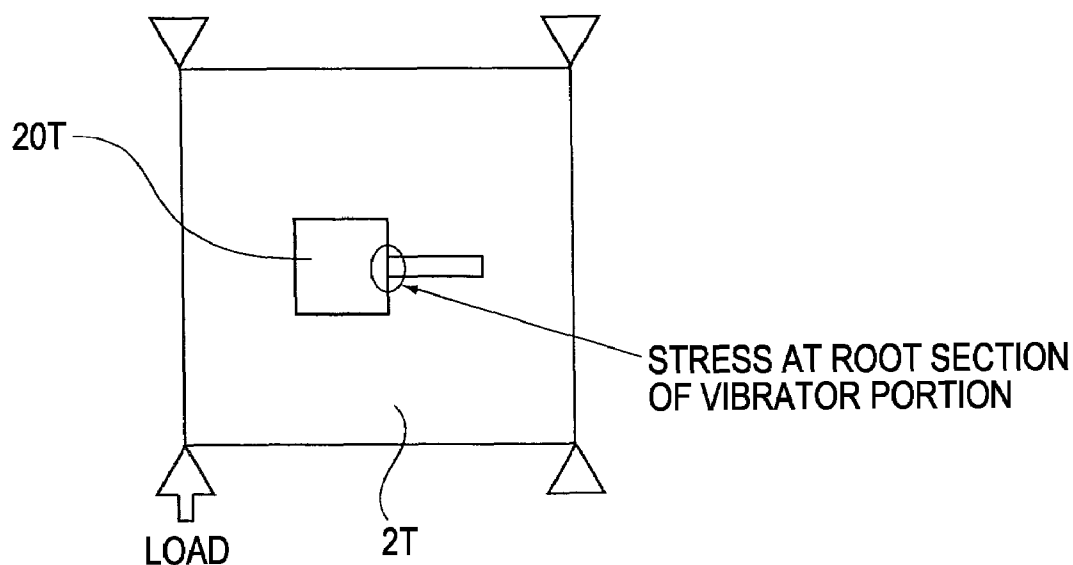 20T
STRESS AT ROOT SECTION
OF VIBRATOR PORTION
LOAD
2T